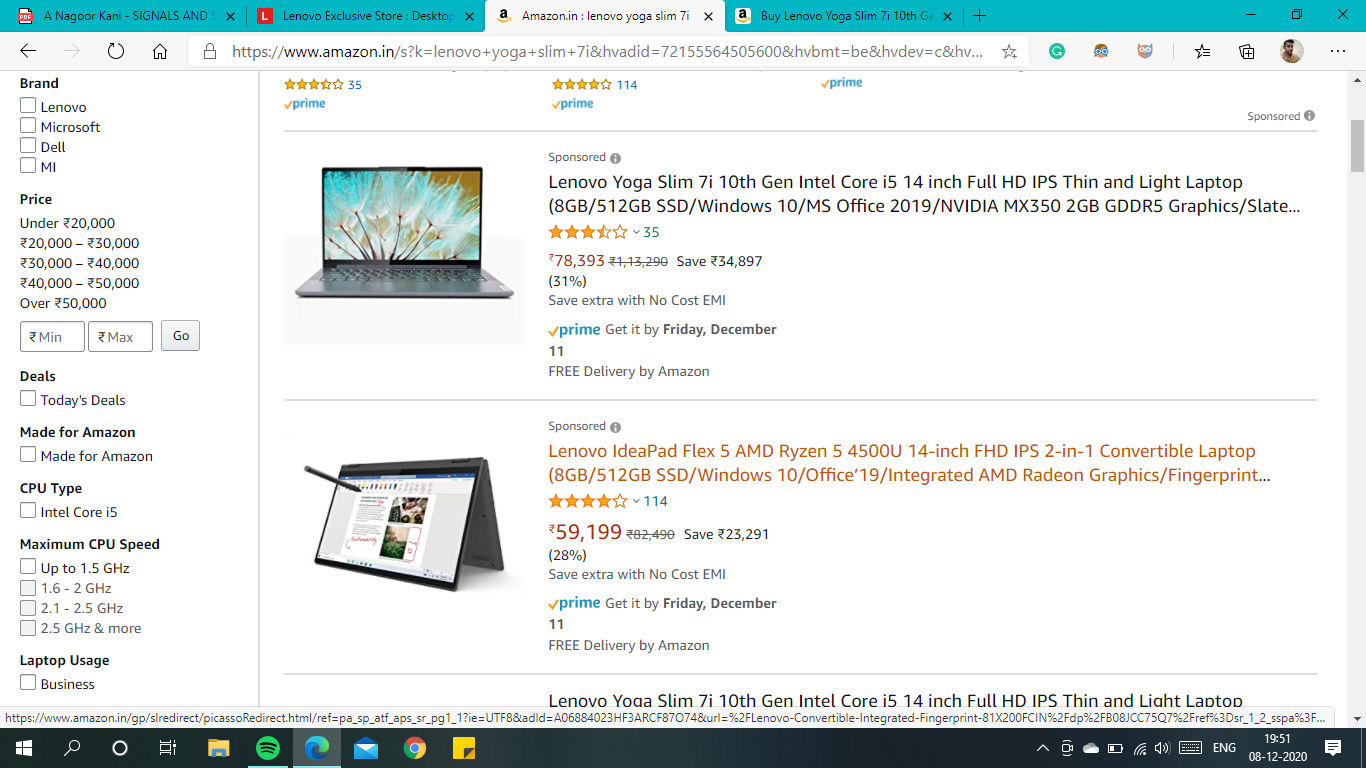 A Nagoor Kani - SIGNALS AND S
Lenovo Exclusive Store : Desktop
Amazon.in : lenovo yoga slim 7i
Buy Lenovo Yoga Slim 7i 10th Ge
https://www.amazon.in/s?k=lenovo+yoga+slim+7i&hvadid=72155564505600&hvbmt=be&hvdev=c&hv...
Brand
Lenovo
Microsoft
Dell
MI
Price
Under ₹20,000
₹20,000 – ₹30,000
₹30,000 – ₹40,000
₹40,000 – ₹50,000
Over ₹50,000
₹ Min ₹ Max Go
Deals
Today's Deals
Made for Amazon
Made for Amazon
CPU Type
Intel Core i5
Maximum CPU Speed
Up to 1.5 GHz
1.6 - 2 GHz
2.1 - 2.5 GHz
2.5 GHz & more
Laptop Usage
Business
35
prime
114
prime
prime
Sponsored
Sponsored
Lenovo Yoga Slim 7i 10th Gen Intel Core i5 14 inch Full HD IPS Thin and Light Laptop
(8GB/512GB SSD/Windows 10/MS Office 2019/NVIDIA MX350 2GB GDDR5 Graphics/Slate...
35
₹78,393 ₹1,13,290 Save ₹34,897
(31%)
Save extra with No Cost EMI
prime Get it by Friday, December
11
FREE Delivery by Amazon
Sponsored
Lenovo IdeaPad Flex 5 AMD Ryzen 5 4500U 14-inch FHD IPS 2-in-1 Convertible Laptop
(8GB/512GB SSD/Windows 10/Office’19/Integrated AMD Radeon Graphics/Fingerprint...
114
₹59,199 ₹82,490 Save ₹23,291
(28%)
Save extra with No Cost EMI
prime Get it by Friday, December
11
FREE Delivery by Amazon
Lenovo Yoga Slim 7i 10th Gen Intel Core i5 14 inch Full HD IPS Thin and Light Laptop
https://www.amazon.in/gp/slredirect/picassoRedirect.html/ref=pa_sp_atf_aps_sr_pg1_1?ie=UTF8&adId=A06884023HF3ARCF87O74&url=%2FLenovo-Convertible-Integrated-Fingerprint-81X200FCIN%2Fdp%2FB08JCC75Q7%2Fref%3Dsr_1_2_sspa%3F...
ENG
19:51
08-12-2020